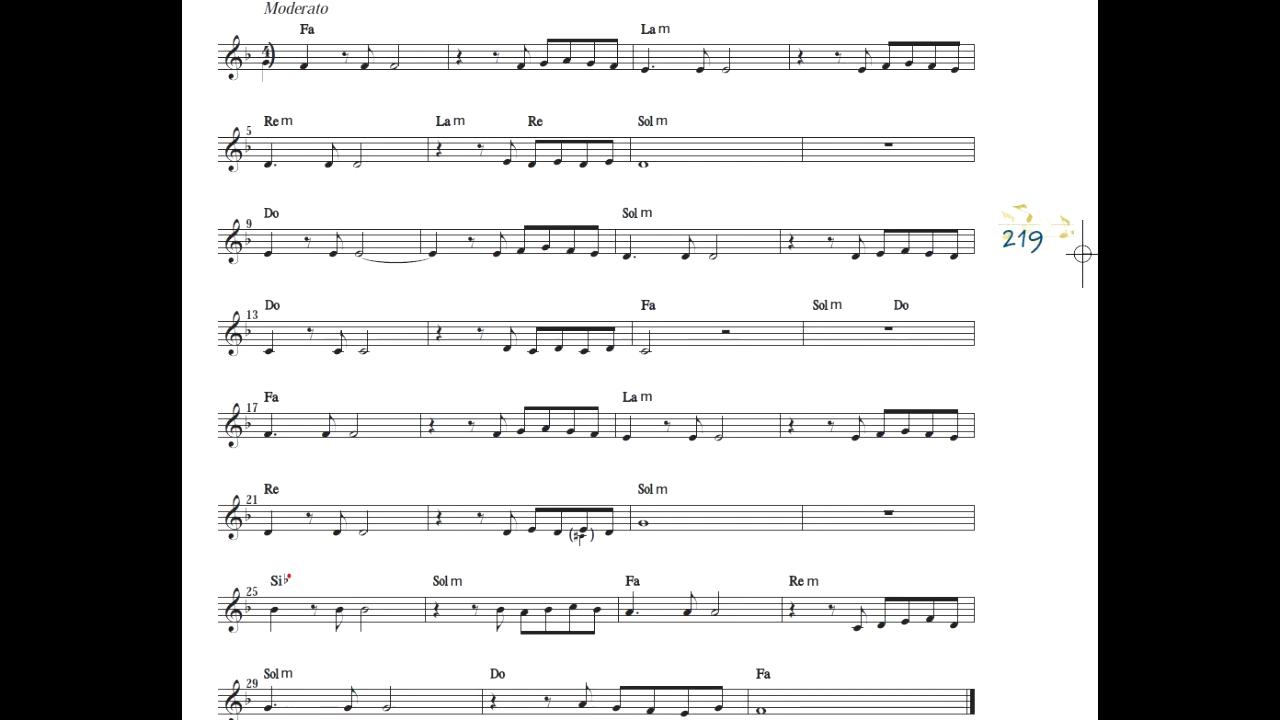 Moderato
Fa La m
5
Re m La m Re Sol m
9
Do Sol m
219
13
Do Fa Sol m Do
17
Fa La m
21
Re Sol m
(♯ )
25
Si♭ Sol m Fa Re m
29
Sol m Do Fa